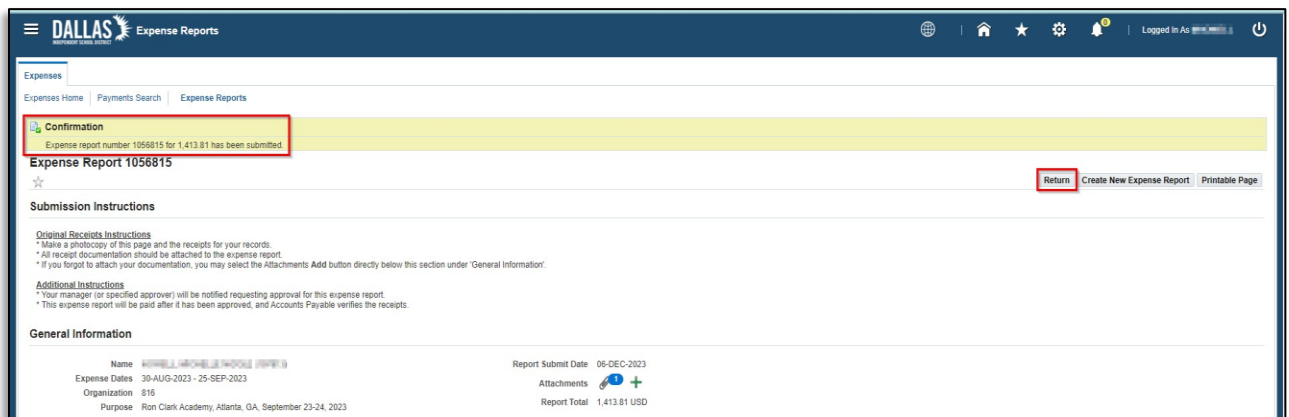 DALLAS
INDEPENDENT SCHOOL DISTRICT
Expense Reports
0
Logged In As
Expenses
Expenses Home Payments Search Expense Reports
Confirmation
Expense report number 1056815 for 1,413.81 has been submitted.
Expense Report 1056815
Return Create New Expense Report Printable Page
Submission Instructions
Original Receipts Instructions
* Make a photocopy of this page and the receipts for your records.
* All receipt documentation should be attached to the expense report.
* If you forgot to attach your documentation, you may select the Attachments Add button directly below this section under 'General Information'.
Additional Instructions
* Your manager (or specified approver) will be notified requesting approval for this expense report.
* This expense report will be paid after it has been approved, and Accounts Payable verifies the receipts.
General Information
Name
Expense Dates 30-AUG-2023 - 25-SEP-2023
Organization 816
Purpose Ron Clark Academy, Atlanta, GA, September 23-24, 2023
Report Submit Date 06-DEC-2023
Attachments 1
Report Total 1,413.81 USD